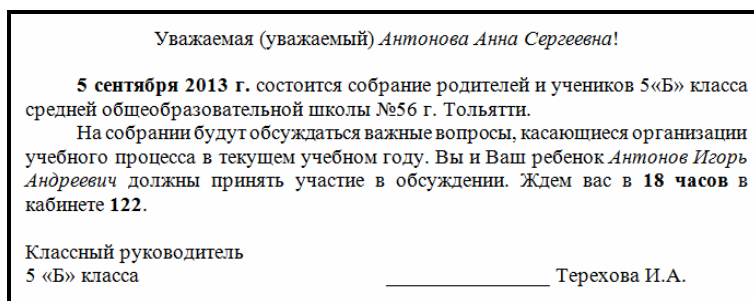 Уважаемая (уважаемый) Антонова Анна Сергеевна!
5 сентября 2013 г. состоится собрание родителей и учеников 5«Б» класса
средней общеобразовательной школы №56 г. Тольятти.
На собрании будут обсуждаться важные вопросы, касающиеся организации
учебного процесса в текущем учебном году. Вы и Ваш ребенок Антонов Игорь
Андреевич должны принять участие в обсуждении. Ждем вас в 18 часов в
кабинете 122.
Классный руководитель
5 «Б» класса _________________ Терехова И.А.